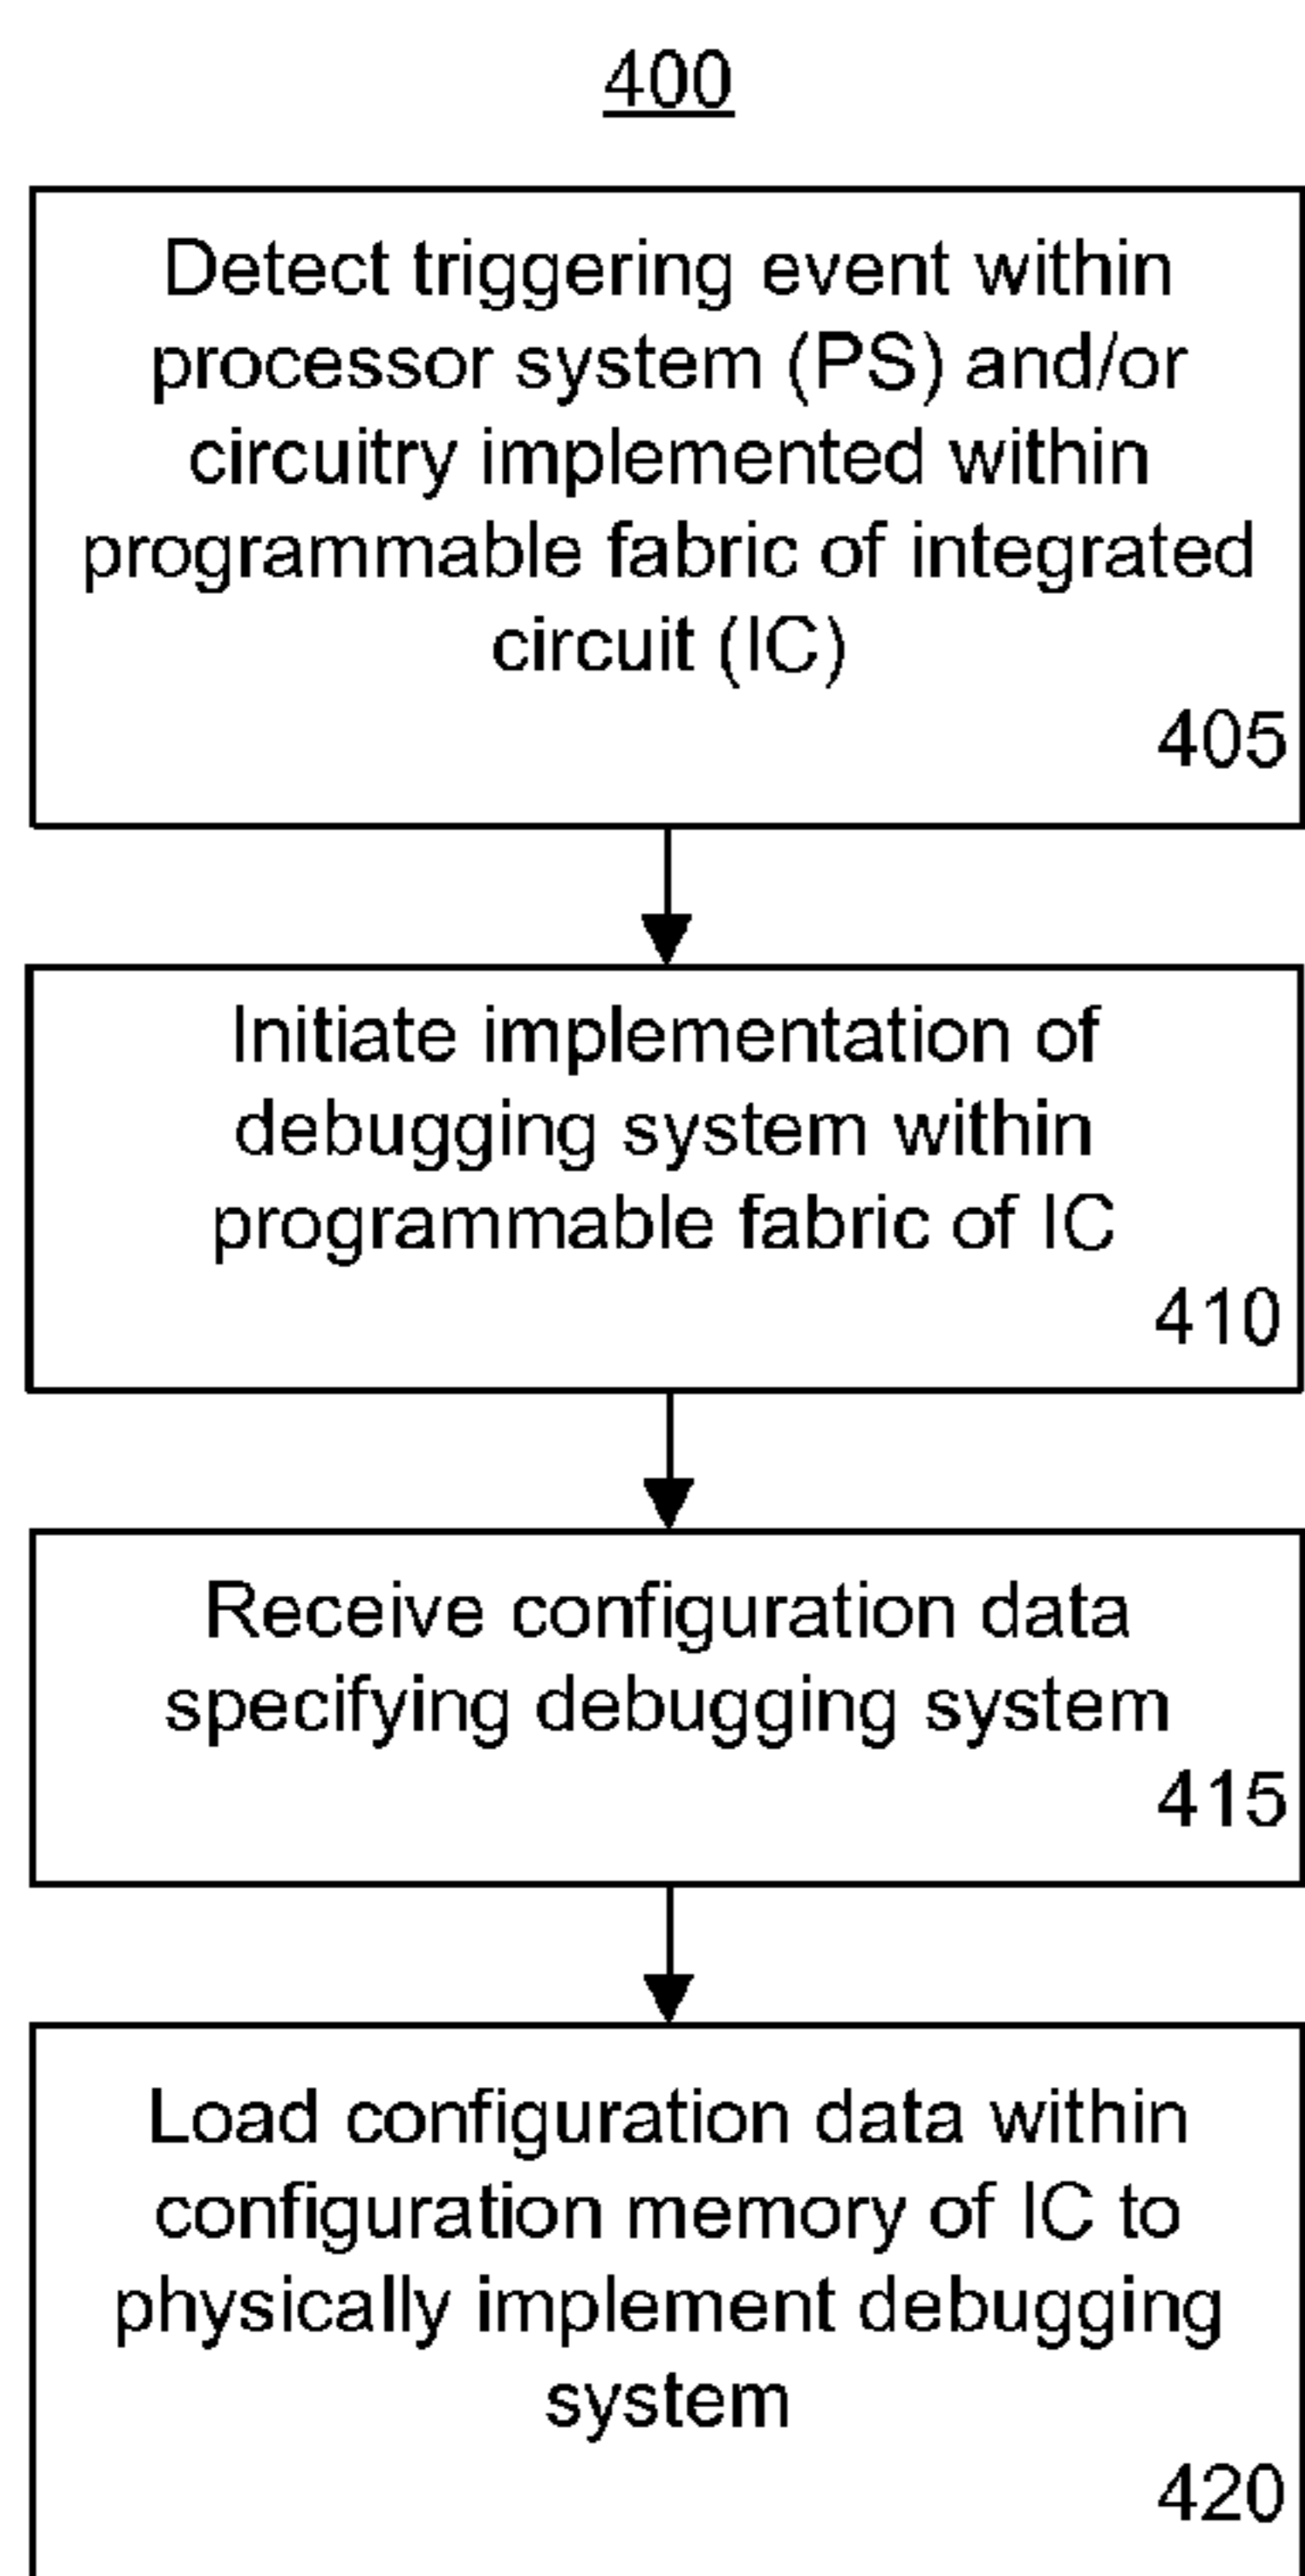 400
Detect triggering event within
processor system (PS) and/or
circuitry implemented within
programmable fabric of integrated
circuit (IC)
405
Initiate implementation of
debugging system within
programmable fabric of IC
410
Receive configuration data
specifying debugging system
415
Load configuration data within
configuration memory of IC to
physically implement debugging
system
420